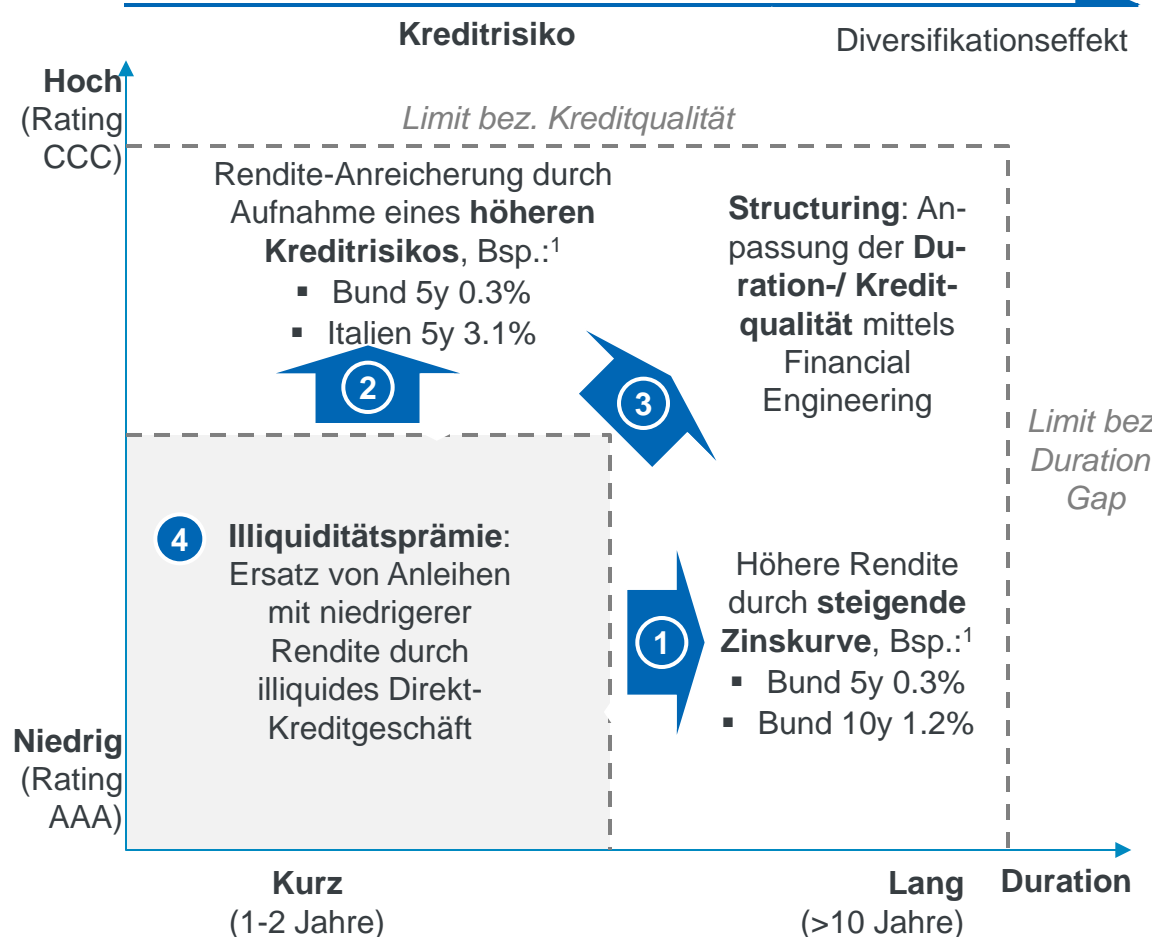 Kreditrisiko
Diversifikationseffekt
Hoch
(Rating
CCC)
Limit bez. Kreditqualität
Rendite-Anreicherung durch
Aufnahme eines höheren
Kreditrisikos, Bsp.:¹
▪ Bund 5y 0.3%
▪ Italien 5y 3.1%
2
Structuring: An-
passung der Du-
ration-/ Kredit-
qualität mittels
Financial
Engineering
3
Limit bez
Duration
Gap
4
Illiquiditätsprämie:
Ersatz von Anleihen
mit niedrigerer
Rendite durch
illiquides Direkt-
Kreditgeschäft
1
Höhere Rendite
durch steigende
Zinskurve, Bsp.:¹
▪ Bund 5y 0.3%
▪ Bund 10y 1.2%
Niedrig
(Rating
AAA)
Kurz
(1-2 Jahre)
Lang
(>10 Jahre)
Duration